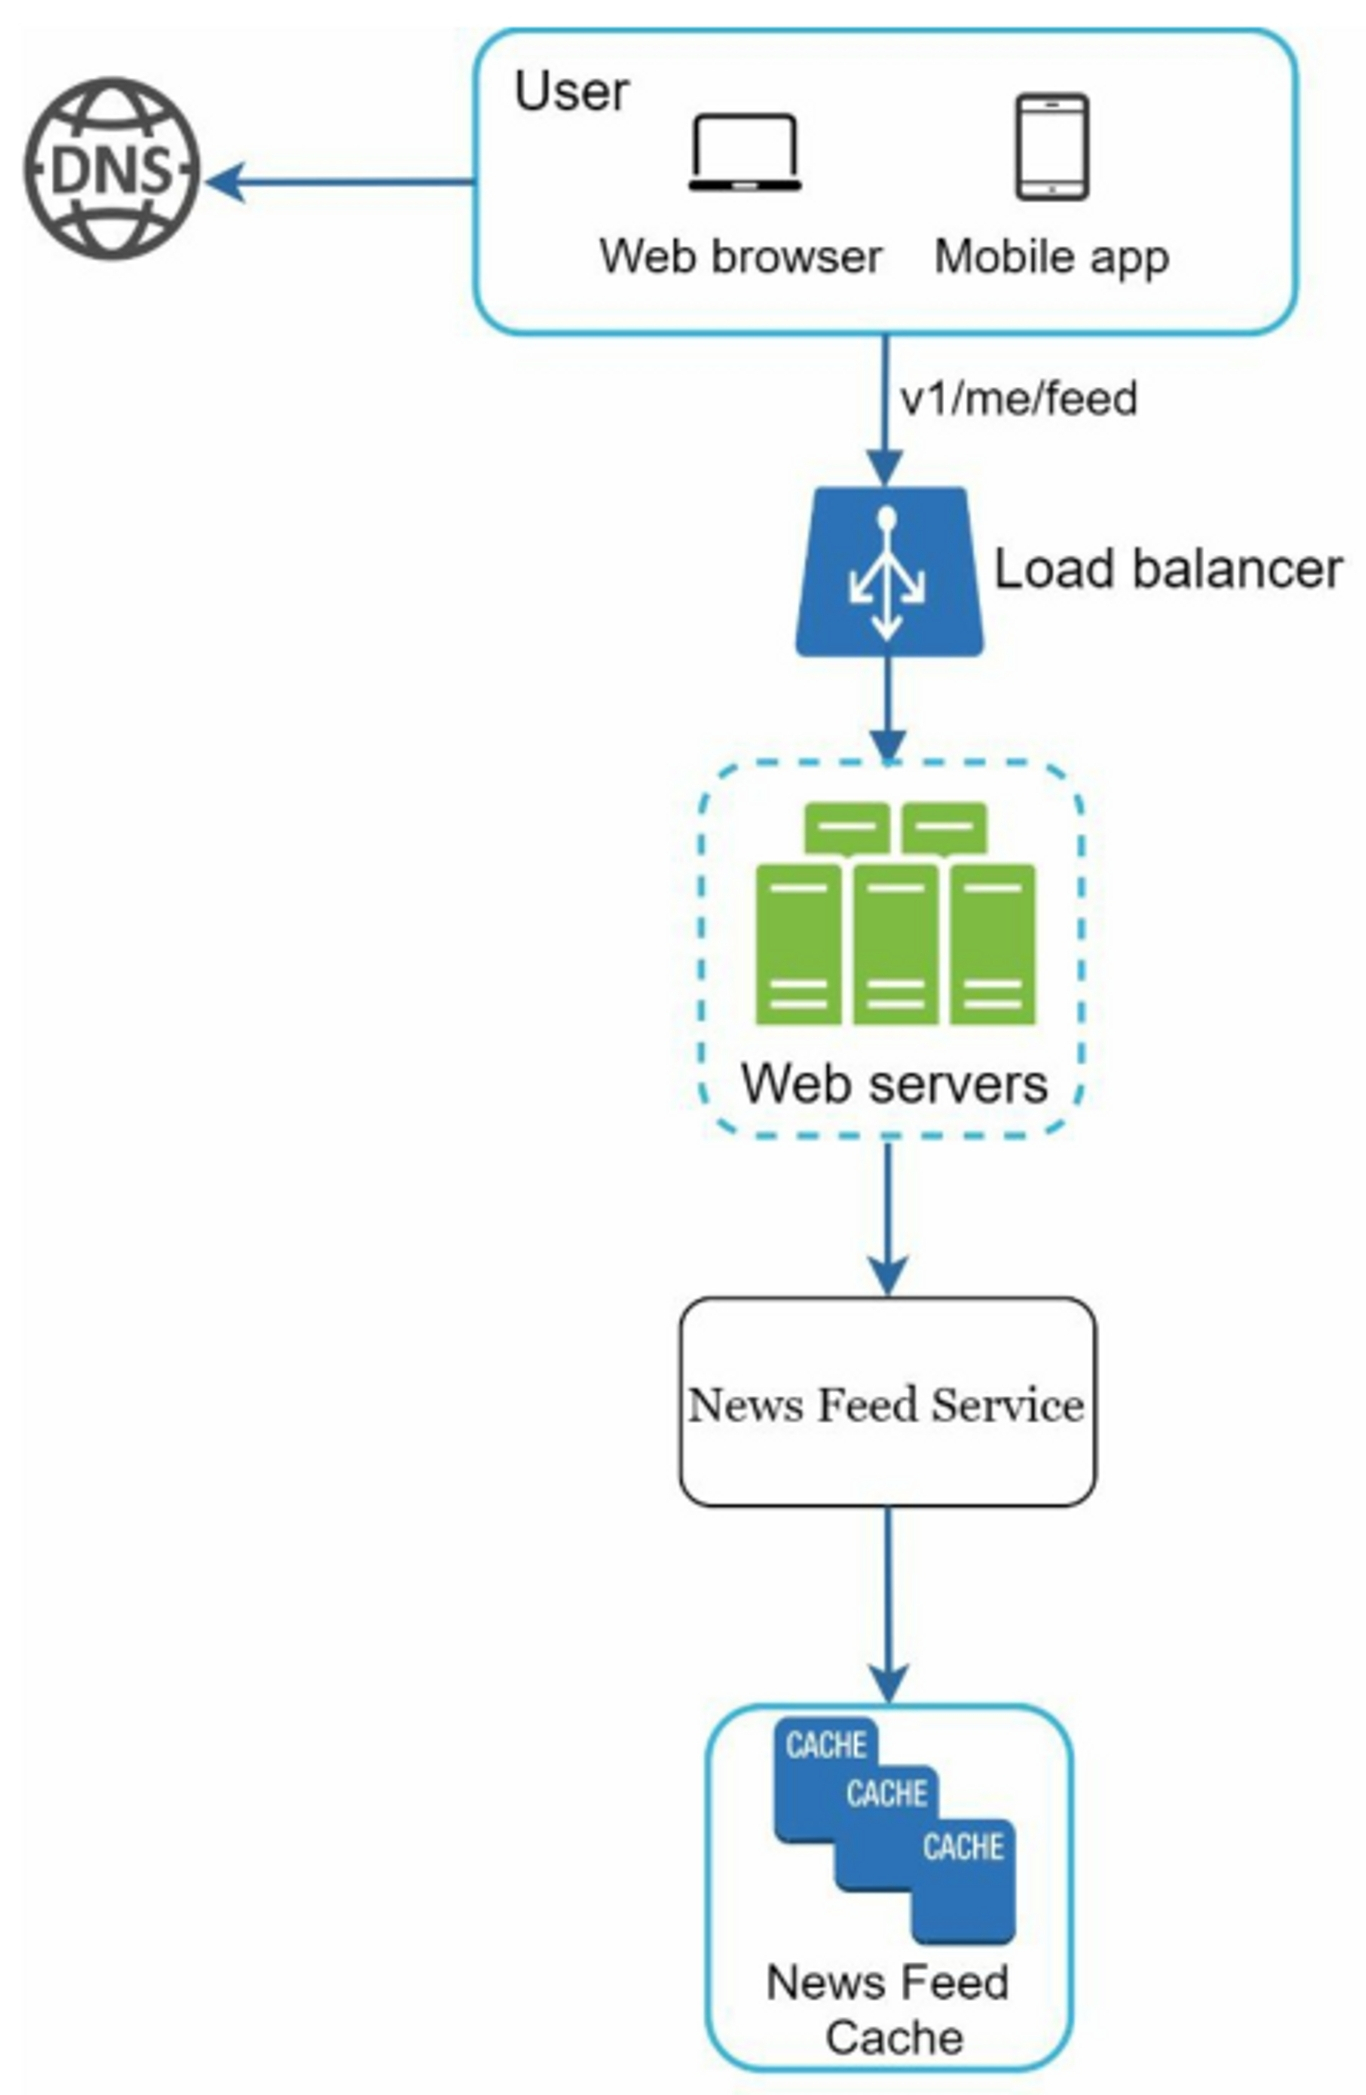 User
DNS
Web browser
Mobile app
v1/me/feed
Load balancer
Web servers
News Feed Service
CACHE
CACHE
CACHE
News Feed
Cache